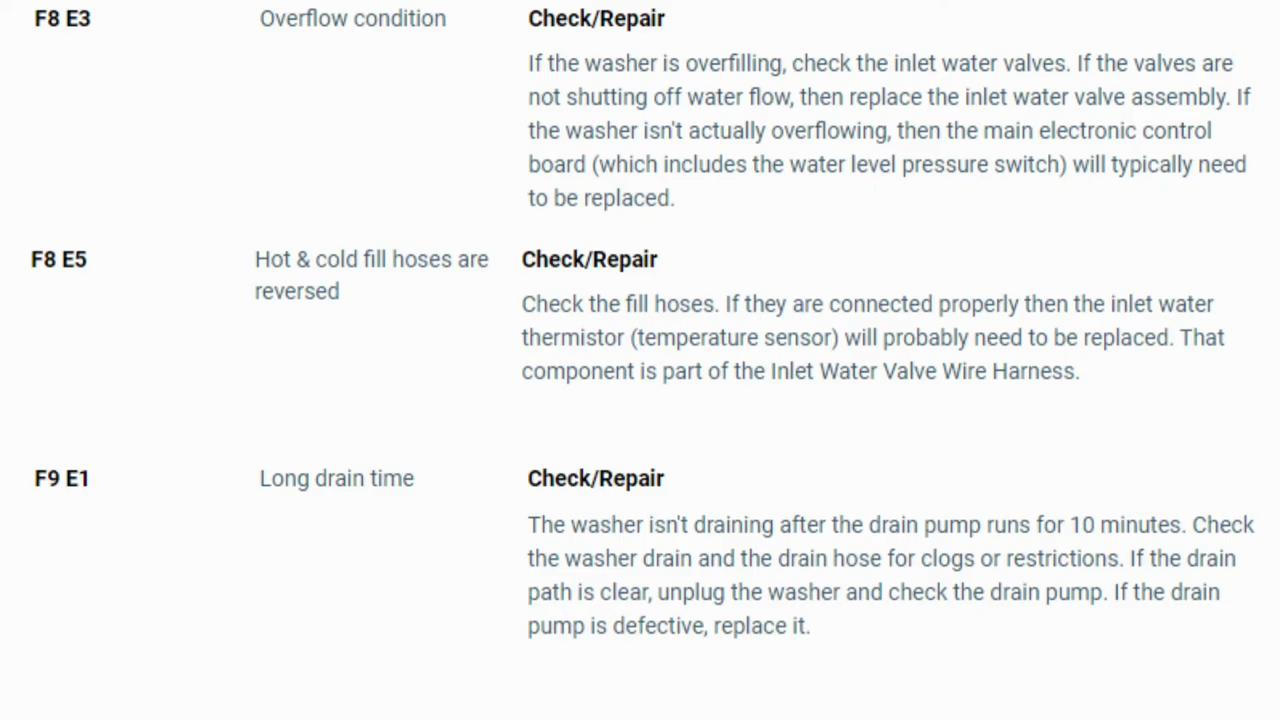 F8 E3 Overflow condition Check/Repair
If the washer is overfilling, check the inlet water valves. If the valves are
not shutting off water flow, then replace the inlet water valve assembly. If
the washer isn't actually overflowing, then the main electronic control
board (which includes the water level pressure switch) will typically need
to be replaced.
F8 E5 Hot & cold fill hoses are Check/Repair
reversed
Check the fill hoses. If they are connected properly then the inlet water
thermistor (temperature sensor) will probably need to be replaced. That
component is part of the Inlet Water Valve Wire Harness.
F9 E1 Long drain time Check/Repair
The washer isn't draining after the drain pump runs for 10 minutes. Check
the washer drain and the drain hose for clogs or restrictions. If the drain
path is clear, unplug the washer and check the drain pump. If the drain
pump is defective, replace it.